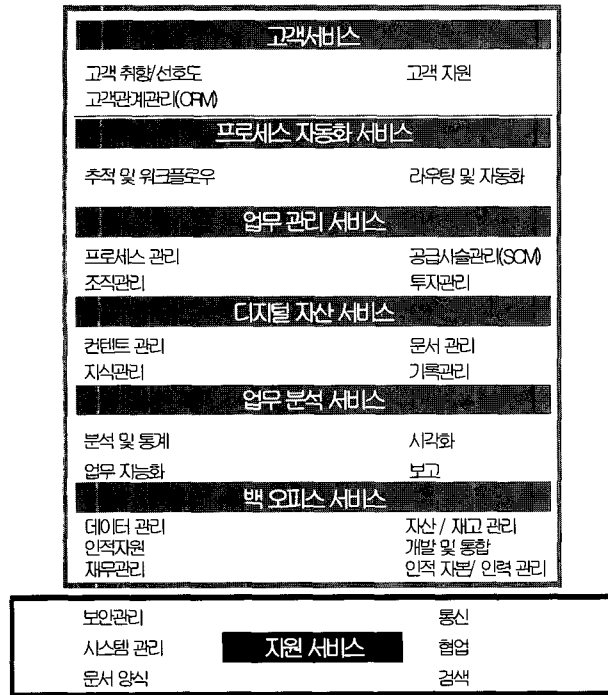 고객서비스
고객 취향/선호도 고객 지원
고객관계관리(CRM)
프로세스 자동화 서비스
추적 및 워크플로우 라우팅 및 자동화
업무 관리 서비스
프로세스 관리 공급사슬관리(SCM)
조직관리 투자관리
디지털 자산 서비스
컨텐트 관리 문서 관리
지식관리 기록관리
업무 분석 서비스
분석 및 통계 시각화
업무 지능화 보고
백 오피스 서비스
데이터 관리 자산 / 재고 관리
인적자원 개발 및 통합
재무관리 인적 자본/ 인력 관리
보안관리 통신
시스템 관리 지원 서비스 협업
문서 양식 검색